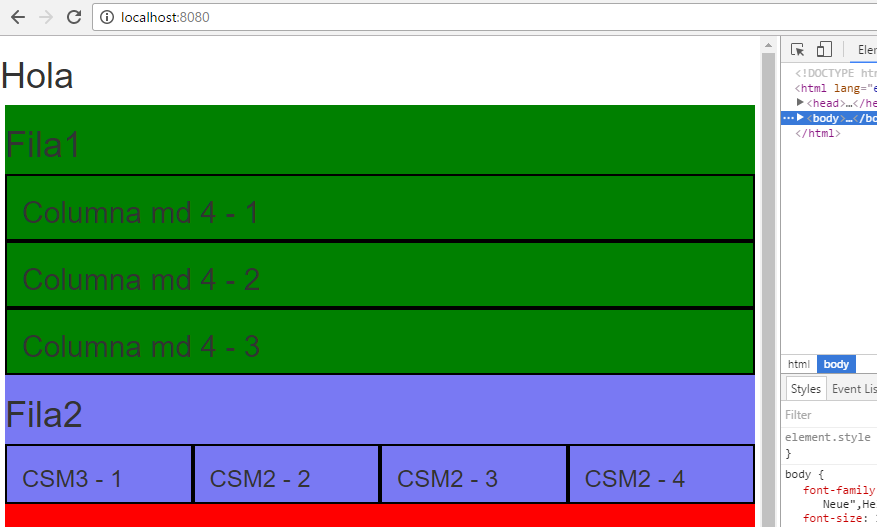 localhost:8080
Hola
Fila1
Columna md 4 - 1
Columna md 4 - 2
Columna md 4 - 3
Fila2
CSM3 - 1 CSM2 - 2 CSM2 - 3 CSM2 - 4
Elen
<!DOCTYPE htm
<html lang="e
<head>…</he
<body>…</bo
</html>
html body
Styles Event Lis
Filter
element.style
}
body {
font-family
Neue",He
font-size: